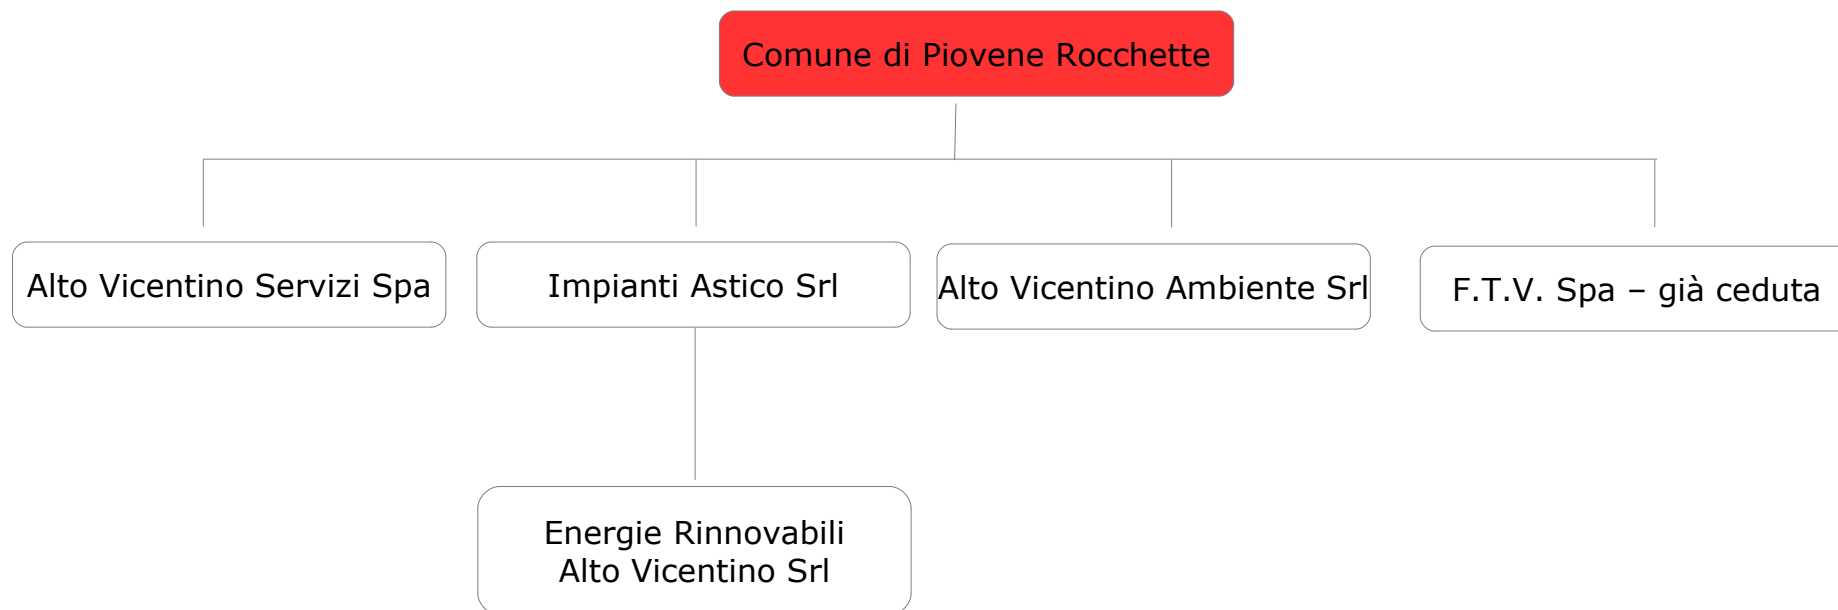 Comune di Piovene Rocchette
Alto Vicentino Servizi Spa
Impianti Astico Srl
Alto Vicentino Ambiente Srl
F.T.V. Spa – già ceduta
Energie Rinnovabili
Alto Vicentino Srl